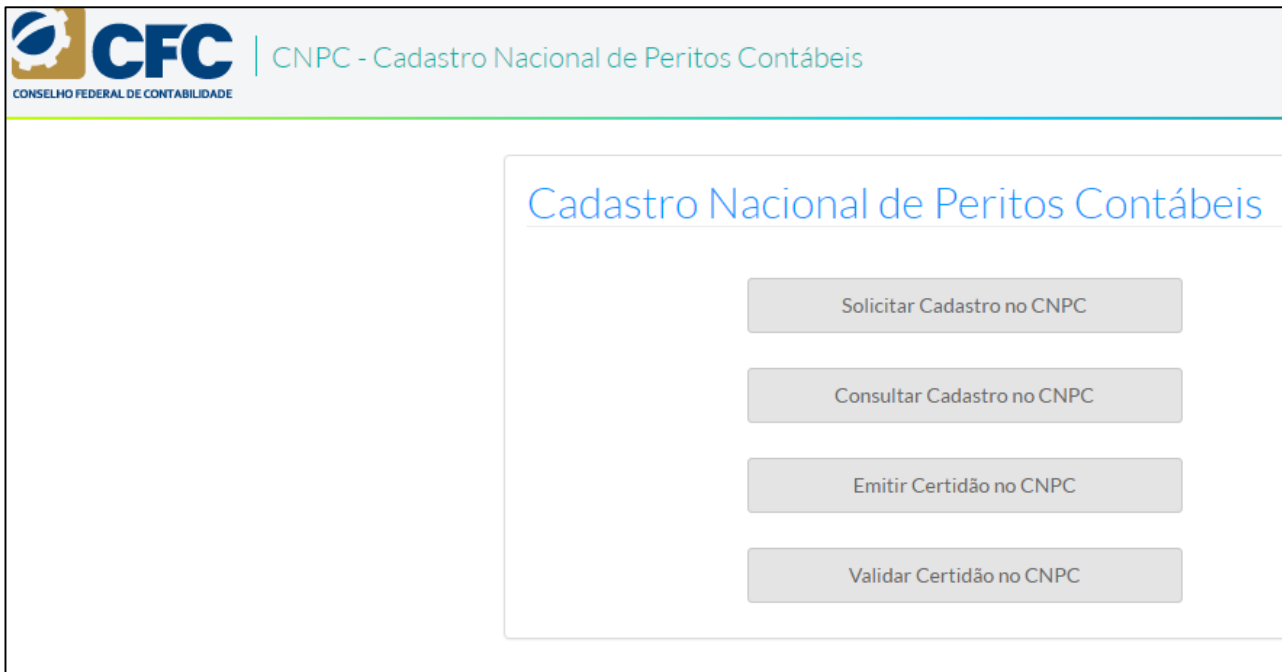 CFC
CONSELHO FEDERAL DE CONTABILIDADE
CNPC - Cadastro Nacional de Peritos Contábeis
Cadastro Nacional de Peritos Contábeis
Solicitar Cadastro no CNPC
Consultar Cadastro no CNPC
Emitir Certidão no CNPC
Validar Certidão no CNPC